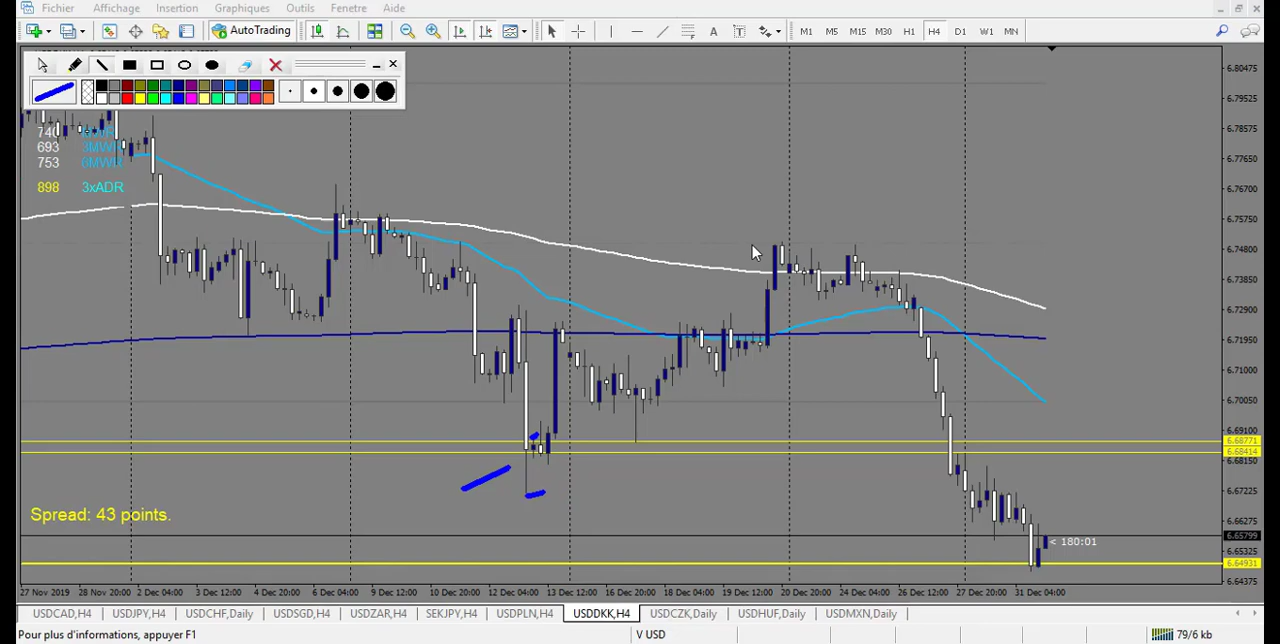 Fichier Affichage Insertion Graphiques Outils Fenetre Aide
AutoTrading M1 M5 M15 M30 H1 H4 D1 W1 MN
740
693 3MWR
753 6MWR
898 3xADR
6.80475
6.79525
6.78575
6.77650
6.76700
6.75750
6.74800
6.73850
6.72900
6.71950
6.71000
6.70050
6.69100
6.68771
6.68414
6.68150
6.67225
6.66275
6.65799
6.65325
6.64931
6.64375
Spread: 43 points.
< 180:01
27 Nov 2019 28 Nov 20:00 2 Dec 04:00 3 Dec 12:00 4 Dec 20:00 6 Dec 04:00 9 Dec 12:00 10 Dec 20:00 12 Dec 04:00 13 Dec 12:00 16 Dec 20:00 18 Dec 04:00 19 Dec 12:00 20 Dec 20:00 24 Dec 04:00 26 Dec 12:00 27 Dec 20:00 31 Dec 04:00
USDCAD,H4 USDJPY,H4 USDCHF,Daily USDSGD,H4 USDZAR,H4 SEKJPY,H4 USDPLN,H4 USDDKK,H4 USDCZK,Daily USDHUF,Daily USDMXN,Daily
Pour plus d'informations, appuyer F1 V USD 79/6 kb